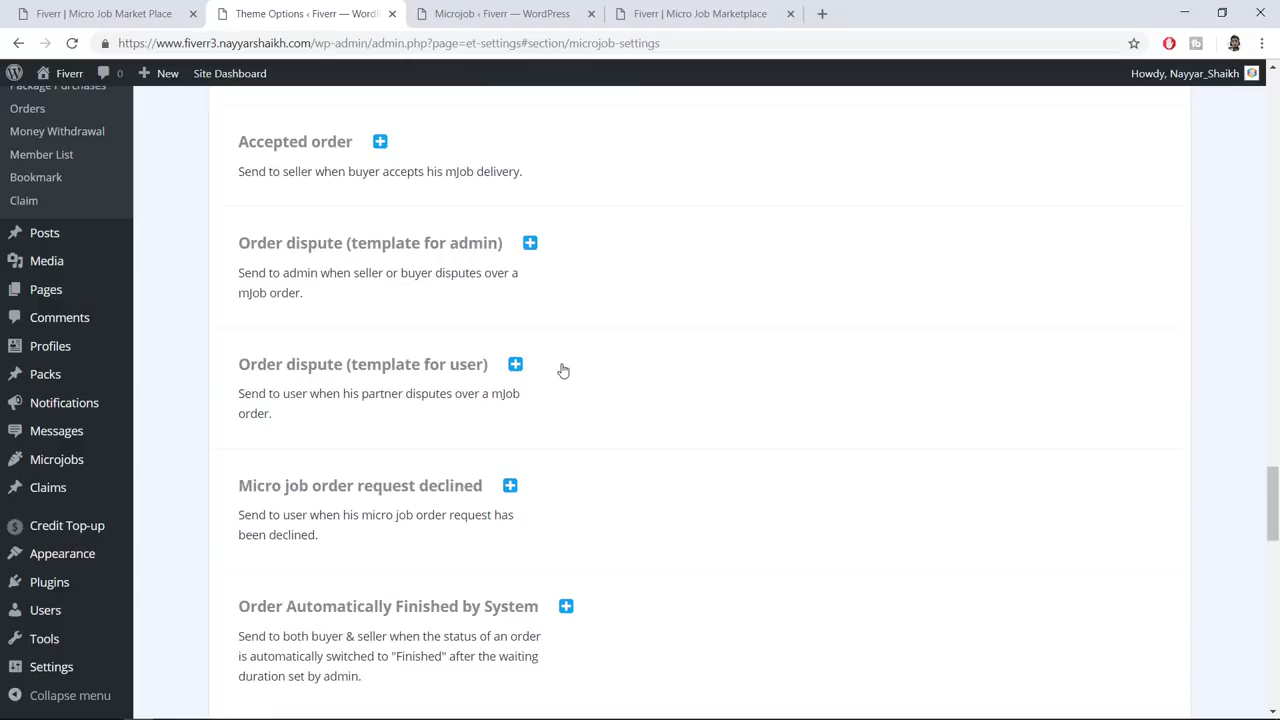 Fiverr | Micro Job Market Place
Theme Options ‹ Fiverr — WordP
Microjob ‹ Fiverr — WordPress
Fiverr | Micro Job Marketplace
https://www.fiverr3.nayyarshaikh.com/wp-admin/admin.php?page=et-settings#section/microjob-settings
Fiverr
0
New
Site Dashboard
Howdy, Nayyar_Shaikh
Package Purchases
Orders
Money Withdrawal
Member List
Bookmark
Claim
Posts
Media
Pages
Comments
Profiles
Packs
Notifications
Messages
Microjobs
Claims
Credit Top-up
Appearance
Plugins
Users
Tools
Settings
Collapse menu
Accepted order
Send to seller when buyer accepts his mJob delivery.
Order dispute (template for admin)
Send to admin when seller or buyer disputes over a
mJob order.
Order dispute (template for user)
Send to user when his partner disputes over a mJob
order.
Micro job order request declined
Send to user when his micro job order request has
been declined.
Order Automatically Finished by System
Send to both buyer & seller when the status of an order
is automatically switched to "Finished" after the waiting
duration set by admin.